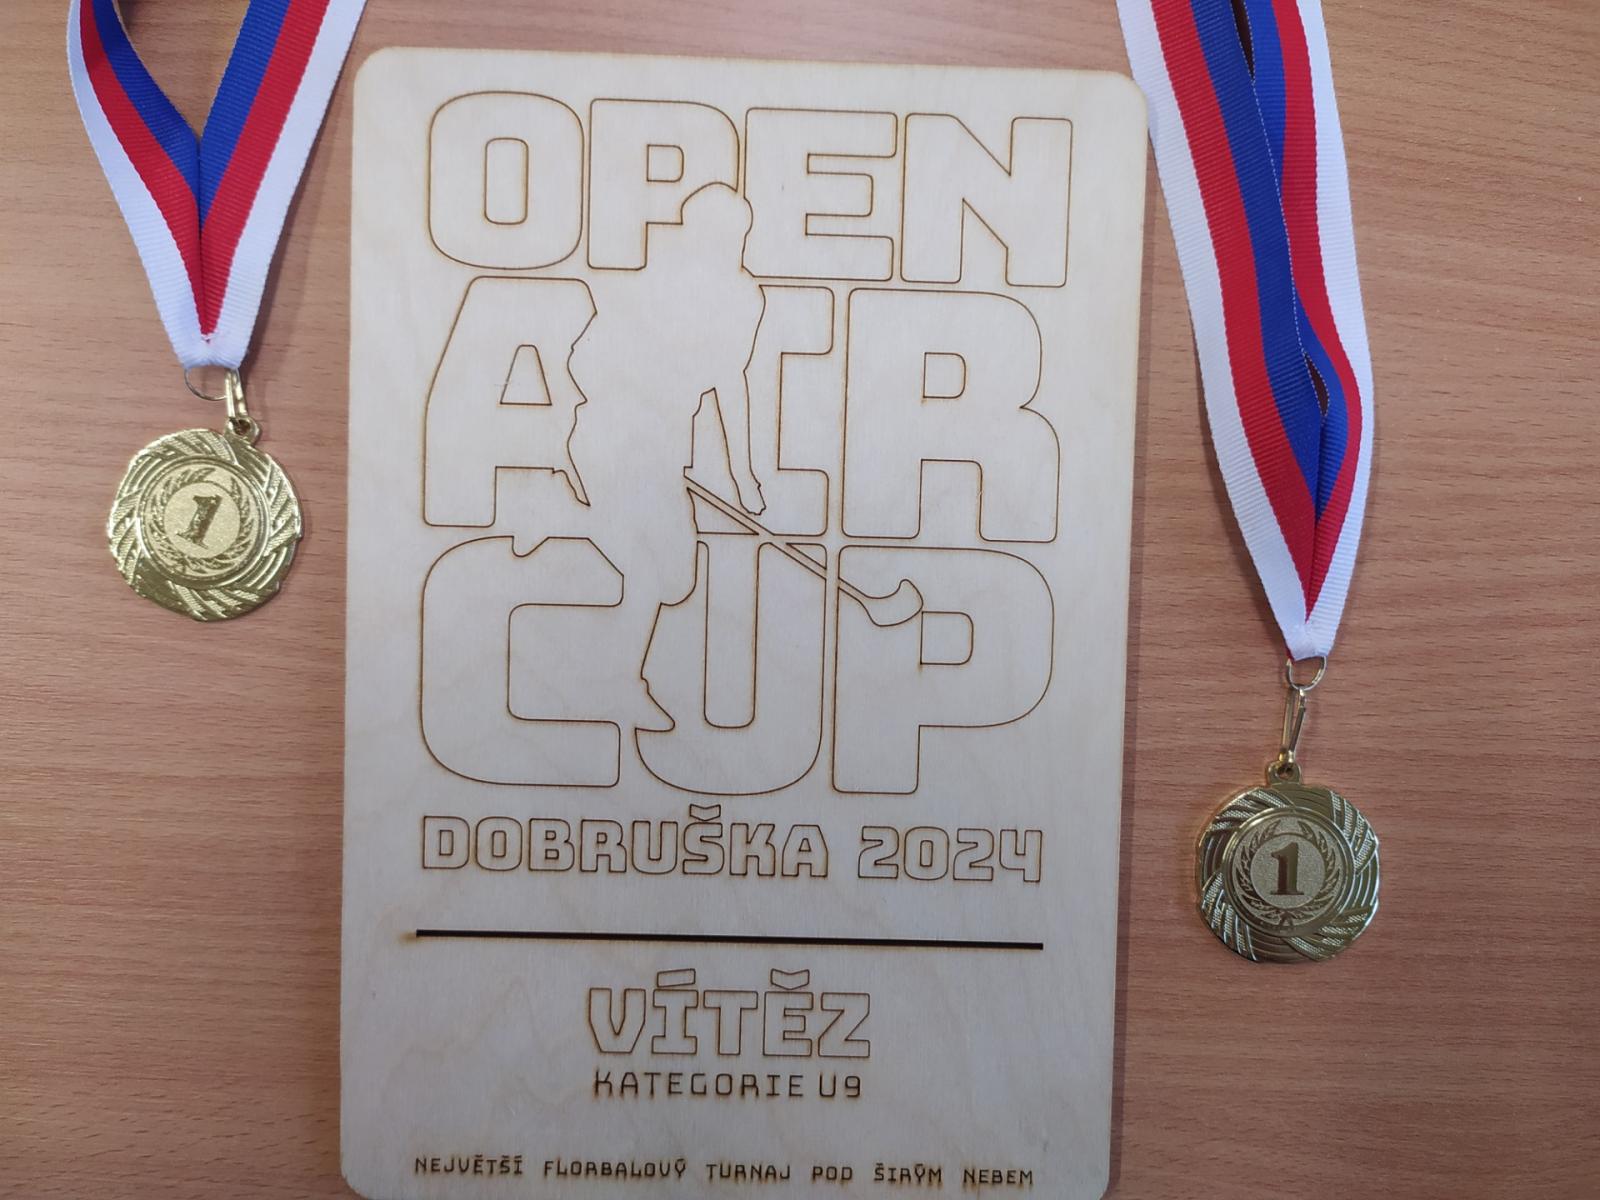 OPEN
AIR
CUP
DOBRUŠKA 2024
VÍTĚZ
KATEGORIE U9
NEJVĚTŠÍ FLORBALOVÝ TURNAJ POD ŠIRÝM NEBEM
1
1